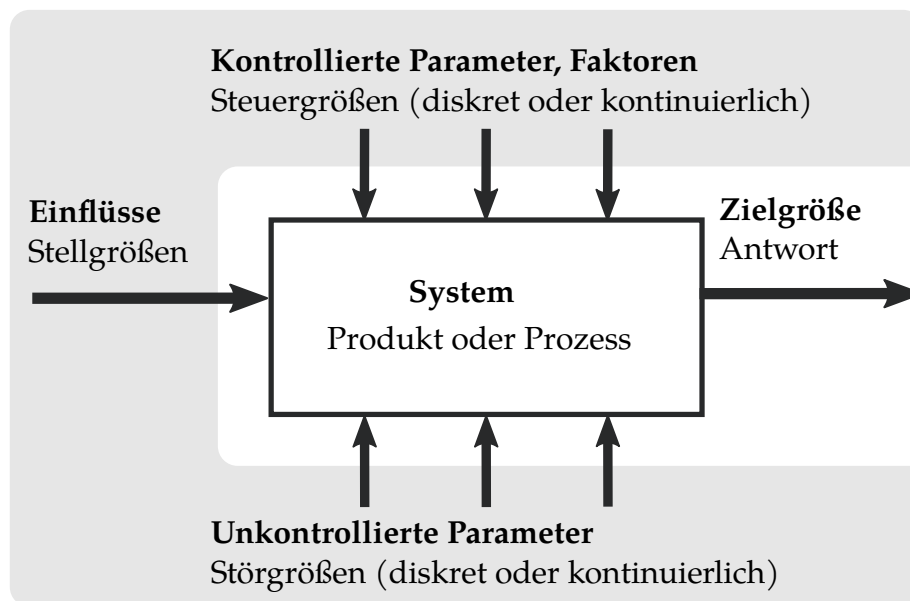 Kontrollierte Parameter, Faktoren
Steuergrößen (diskret oder kontinuierlich)
Einflüsse
Stellgrößen
Zielgröße
Antwort
System
Produkt oder Prozess
Unkontrollierte Parameter
Störgrößen (diskret oder kontinuierlich)